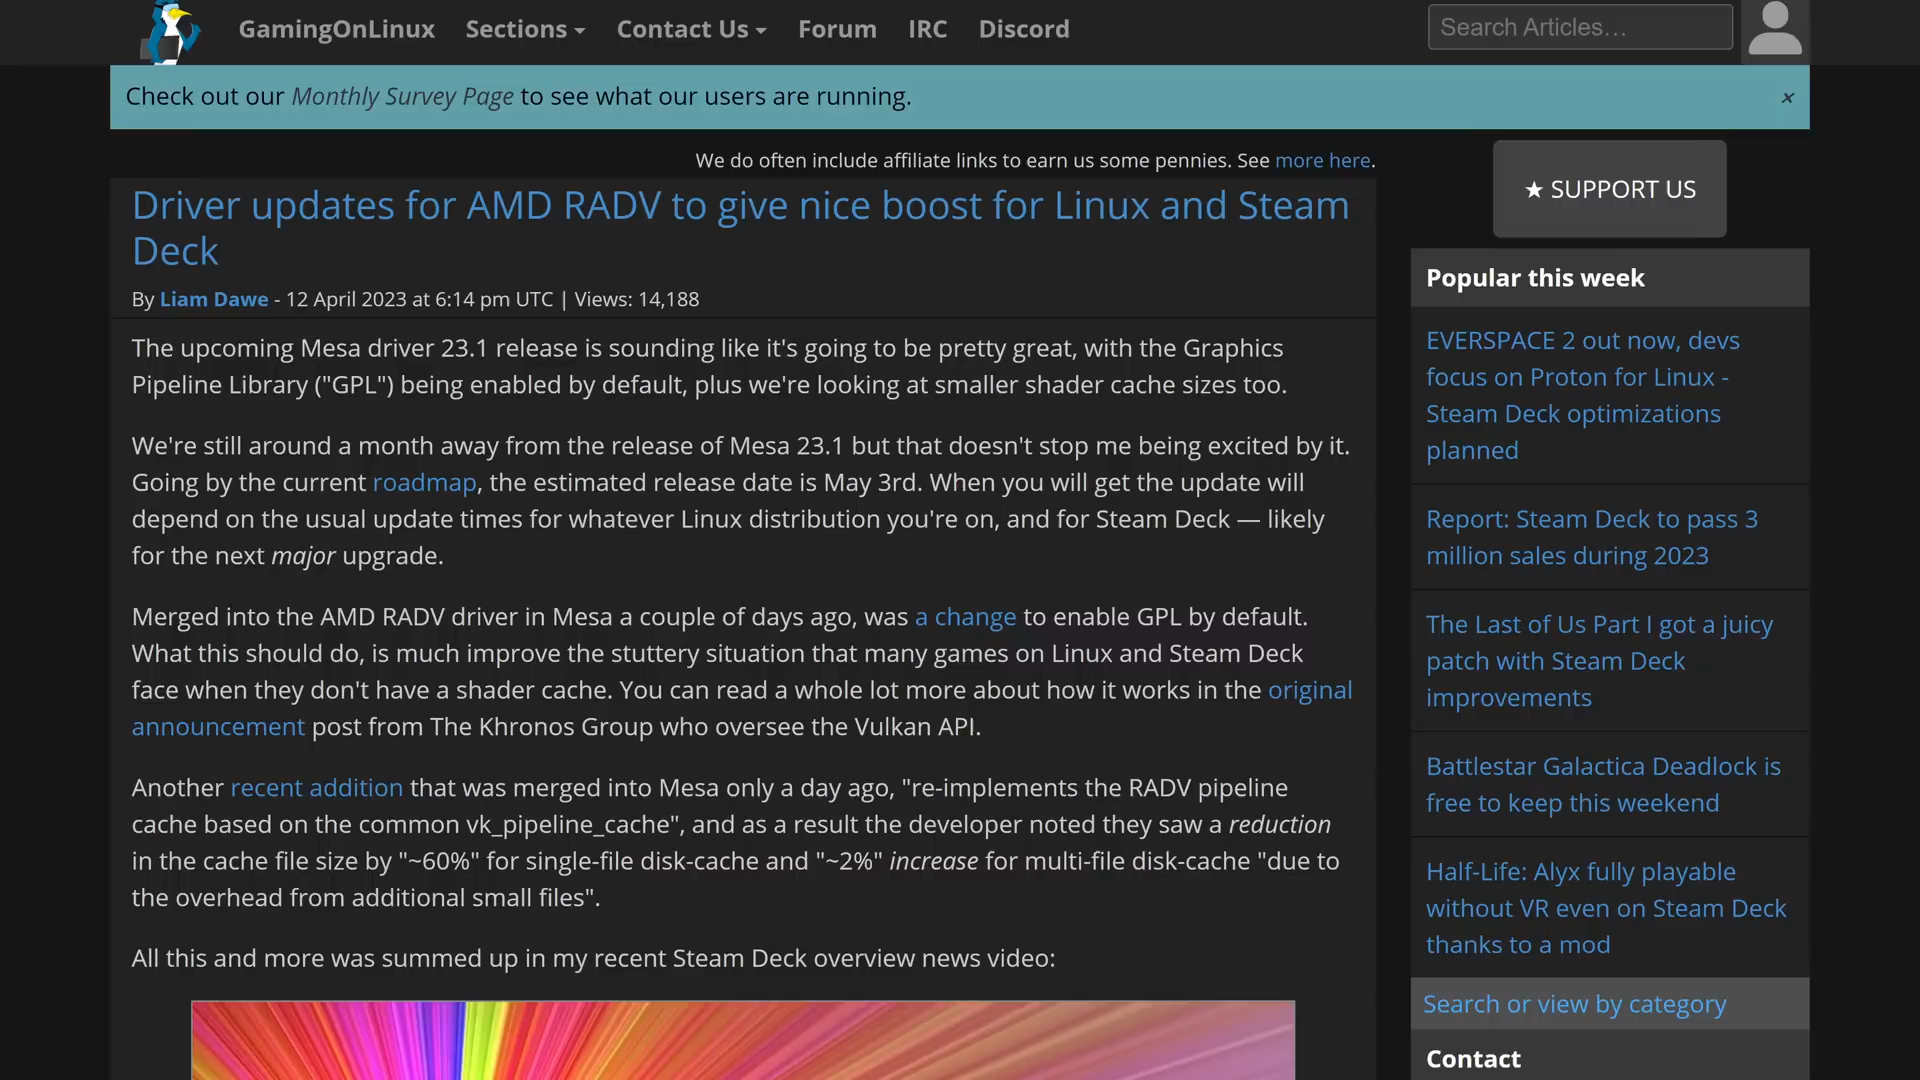 GamingOnLinux Sections Contact Us Forum IRC Discord Search Articles…
Check out our Monthly Survey Page to see what our users are running. ×
We do often include affiliate links to earn us some pennies. See more here.
Driver updates for AMD RADV to give nice boost for Linux and Steam
Deck
By Liam Dawe - 12 April 2023 at 6:14 pm UTC | Views: 14,188
The upcoming Mesa driver 23.1 release is sounding like it's going to be pretty great, with the Graphics
Pipeline Library ("GPL") being enabled by default, plus we're looking at smaller shader cache sizes too.
We're still around a month away from the release of Mesa 23.1 but that doesn't stop me being excited by it.
Going by the current roadmap, the estimated release date is May 3rd. When you will get the update will
depend on the usual update times for whatever Linux distribution you're on, and for Steam Deck — likely
for the next major upgrade.
Merged into the AMD RADV driver in Mesa a couple of days ago, was a change to enable GPL by default.
What this should do, is much improve the stuttery situation that many games on Linux and Steam Deck
face when they don't have a shader cache. You can read a whole lot more about how it works in the original
announcement post from The Khronos Group who oversee the Vulkan API.
Another recent addition that was merged into Mesa only a day ago, "re-implements the RADV pipeline
cache based on the common vk_pipeline_cache", and as a result the developer noted they saw a reduction
in the cache file size by "~60%" for single-file disk-cache and "~2%" increase for multi-file disk-cache "due to
the overhead from additional small files".
All this and more was summed up in my recent Steam Deck overview news video:
★ SUPPORT US
Popular this week
EVERSPACE 2 out now, devs
focus on Proton for Linux -
Steam Deck optimizations
planned
Report: Steam Deck to pass 3
million sales during 2023
The Last of Us Part I got a juicy
patch with Steam Deck
improvements
Battlestar Galactica Deadlock is
free to keep this weekend
Half-Life: Alyx fully playable
without VR even on Steam Deck
thanks to a mod
Search or view by category
Contact